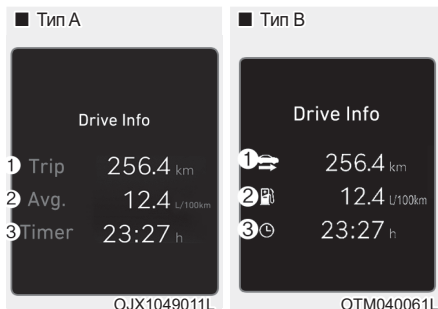 ■ Тип A
Drive Info
1 Trip 256.4 km
2 Avg. 12.4 L/100km
3 Timer 23:27 h
OJX1049011L
■ Тип B
Drive Info
1 256.4 km
2 12.4 L/100km
3 23:27 h
OTM040061L